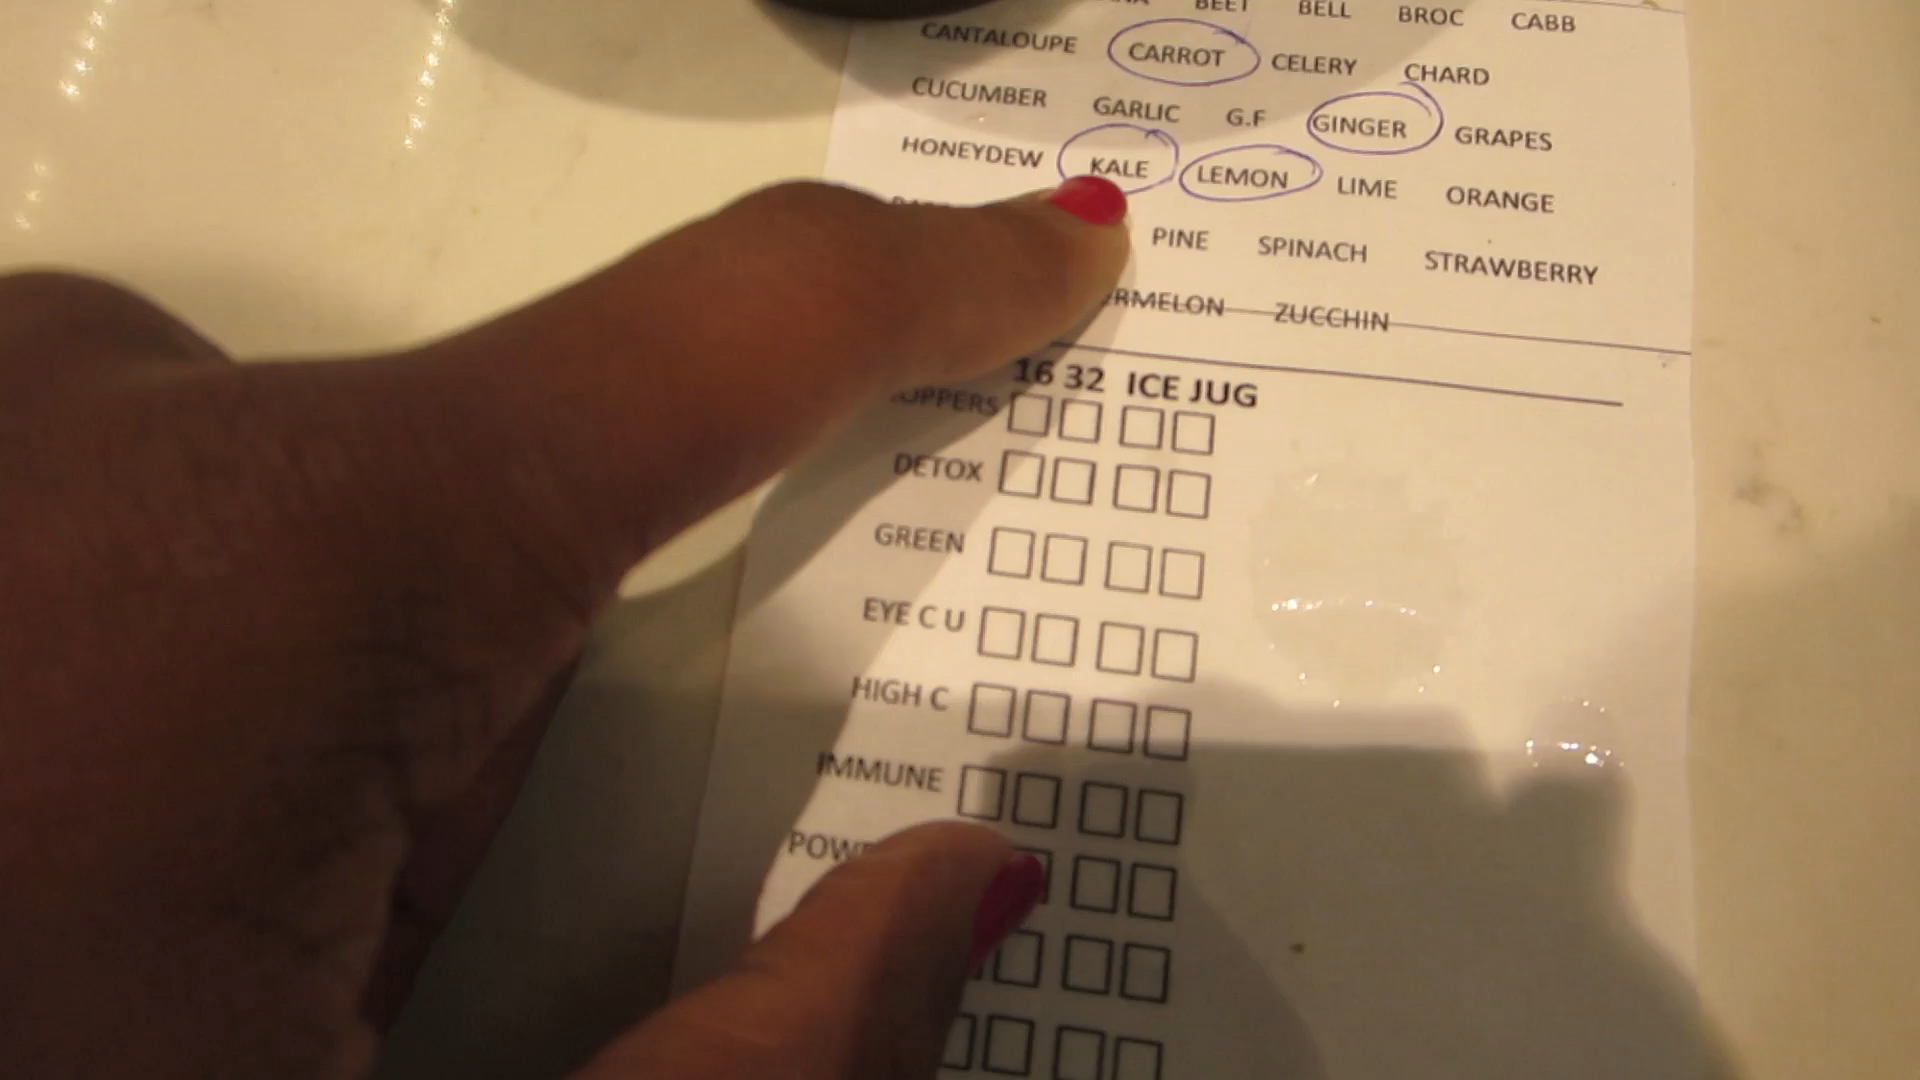 BEET BELL BROC CABB
CANTALOUPE CARROT CELERY CHARD
CUCUMBER GARLIC G.F GINGER GRAPES
HONEYDEW KALE LEMON LIME ORANGE
PINE SPINACH STRAWBERRY
ZUCCHIN
16 32 ICE JUG
DETOX
GREEN
EYE C U
HIGH C
IMMUNE